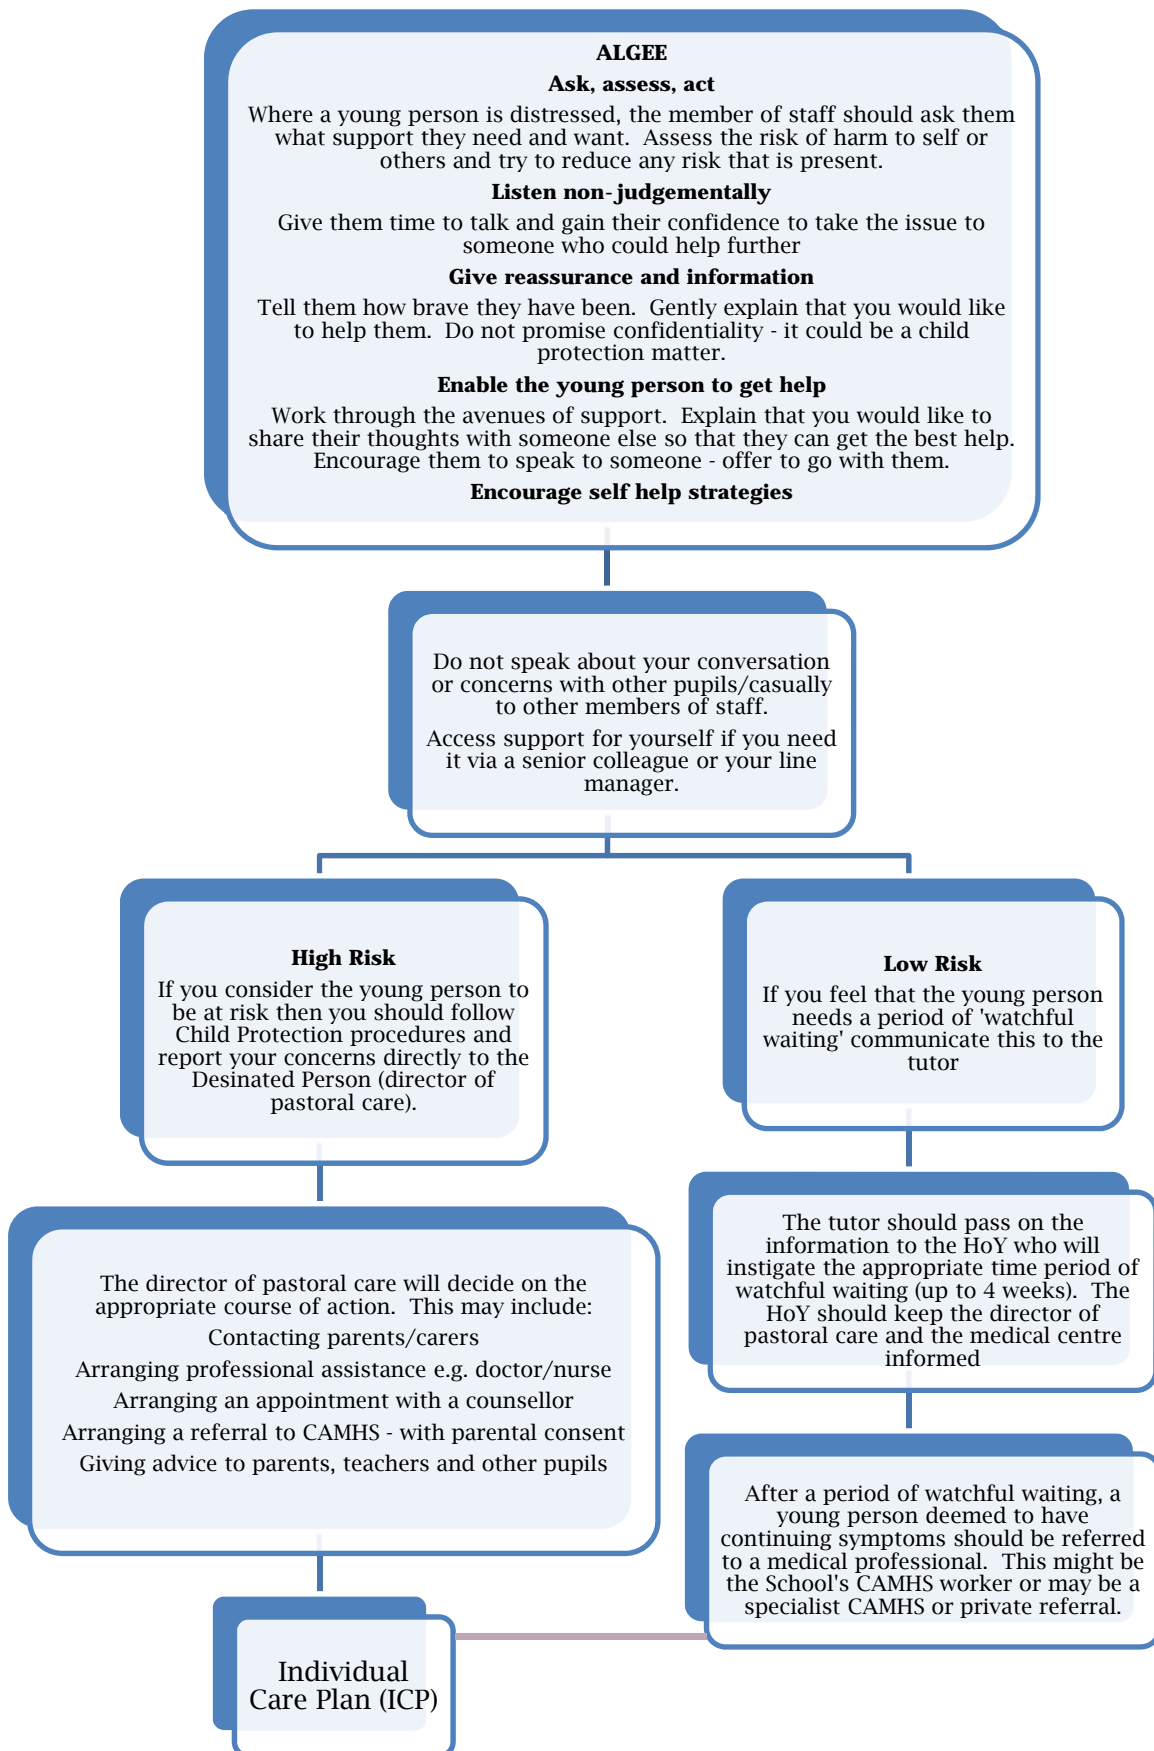 ALGEE
Ask, assess, act
Where a young person is distressed, the member of staff should ask them
what support they need and want.  Assess the risk of harm to self or
others and try to reduce any risk that is present.
Listen non-judgementally
Give them time to talk and gain their confidence to take the issue to
someone who could help further
Give reassurance and information
Tell them how brave they have been.  Gently explain that you would like
to help them.  Do not promise confidentiality - it could be a child
protection matter.
Enable the young person to get help
Work through the avenues of support.  Explain that you would like to
share their thoughts with someone else so that they can get the best help.
Encourage them to speak to someone - offer to go with them.
Encourage self help strategies
Do not speak about your conversation
or concerns with other pupils/casually
to other members of staff.
Access support for yourself if you need
it via a senior colleague or your line
manager.
High Risk
If you consider the young person to
be at risk then you should follow
Child Protection procedures and
report your concerns directly to the
Desinated Person (director of
pastoral care).
The director of pastoral care will decide on the
appropriate course of action.  This may include:
Contacting parents/carers
Arranging professional assistance e.g. doctor/nurse
Arranging an appointment with a counsellor
Arranging a referral to CAMHS - with parental consent
Giving advice to parents, teachers and other pupils
Individual
Care Plan (ICP)
Low Risk
If you feel that the young person
needs a period of 'watchful
waiting' communicate this to the
tutor
The tutor should pass on the
information to the HoY who will
instigate the appropriate time period of
watchful waiting (up to 4 weeks).  The
HoY should keep the director of
pastoral care and the medical centre
informed
After a period of watchful waiting, a
young person deemed to have
continuing symptoms should be referred
to a medical professional.  This might be
the School's CAMHS worker or may be a
specialist CAMHS or private referral.